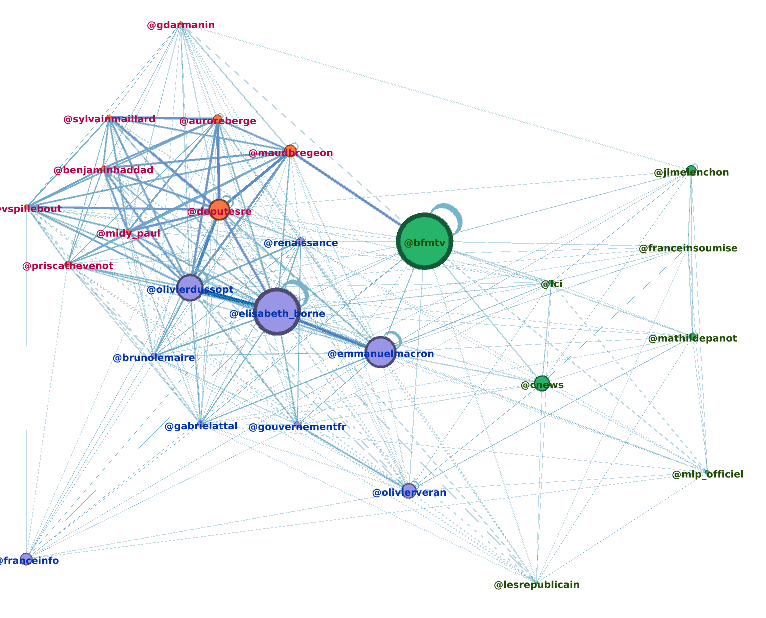 @gdarmanin
@sylvainmaillard
@auroreberge
@maudbregeon
@benjaminhaddad
@jlmelenchon
vspillebout
@deputesre
@midy_paul
@renaissance
@bfmtv
@franceinsoumise
@priscathevenot
@lci
@olivierdussopt
@elisabeth_borne
@mathildepanot
@brunolemaire
@emmanuelmacron
@cnews
@gabrielattal
@gouvernementfr
@mlp_officiel
@olivierveran
@franceinfo
@lesrepublicain